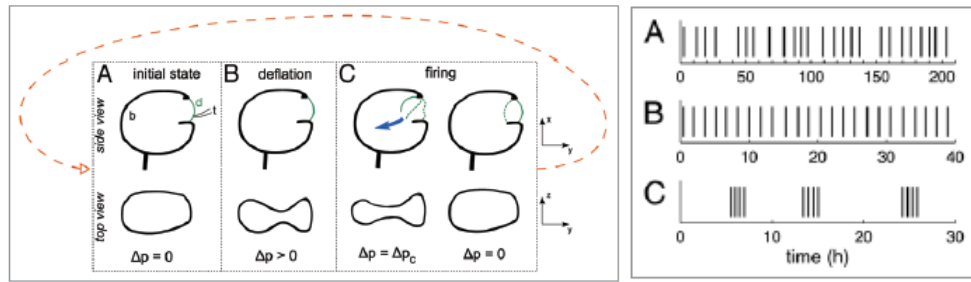 A initial state
B deflation
C firing
side view
b
d
t
x
y
top view
z
y
Δp = 0
Δp > 0
Δp = Δp_c
Δp = 0
A
0 50 100 150 200
B
0 10 20 30 40
C
0 10 20 30
time (h)